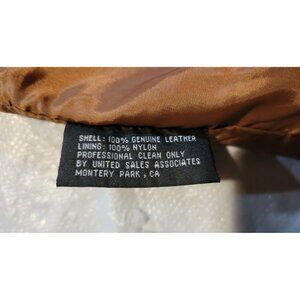 SHELL: 100% GENUINE LEATHER
LINING: 100% NYLON
PROFESSIONAL CLEAN ONLY
BY UNITED SALES ASSOCIATES
MONTERY PARK, CA